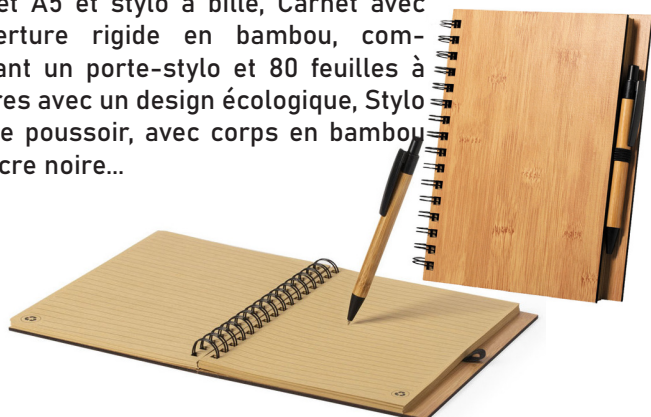 et A5 et stylo à bille, Carnet avec
erture rigide en bambou, com-
ant un porte-stylo et 80 feuilles à
res avec un design écologique, Stylo
e poussoir, avec corps en bambou
cre noire...